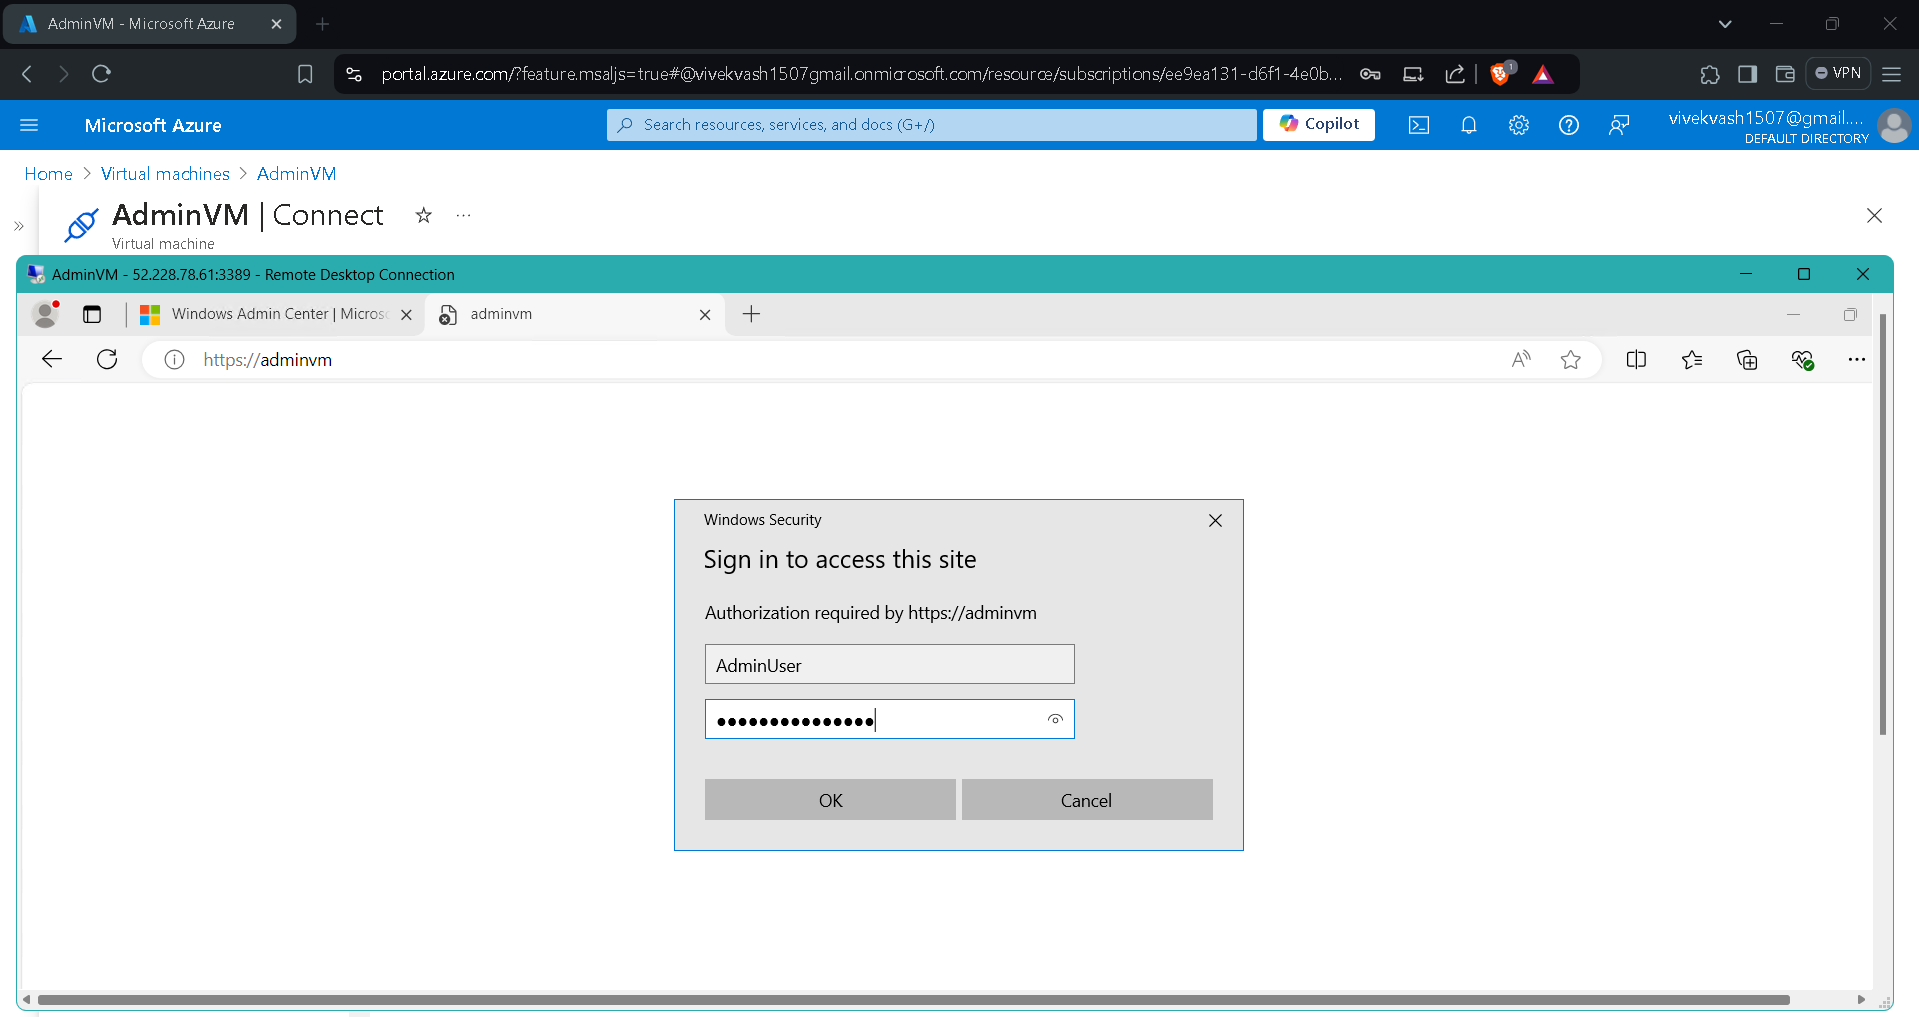 AdminVM - Microsoft Azure
portal.azure.com/?feature.msaljs=true#@vivekvash1507gmail.onmicrosoft.com/resource/subscriptions/ee9ea131-d6f1-4e0b...
1
VPN
Microsoft Azure
Search resources, services, and docs (G+/)
Copilot
vivekvash1507@gmail....
DEFAULT DIRECTORY
Home > Virtual machines > AdminVM
AdminVM | Connect
Virtual machine
AdminVM - 52.228.78.61:3389 - Remote Desktop Connection
Windows Admin Center | Micros
adminvm
https://adminvm
Windows Security
Sign in to access this site
Authorization required by https://adminvm
AdminUser
OK
Cancel